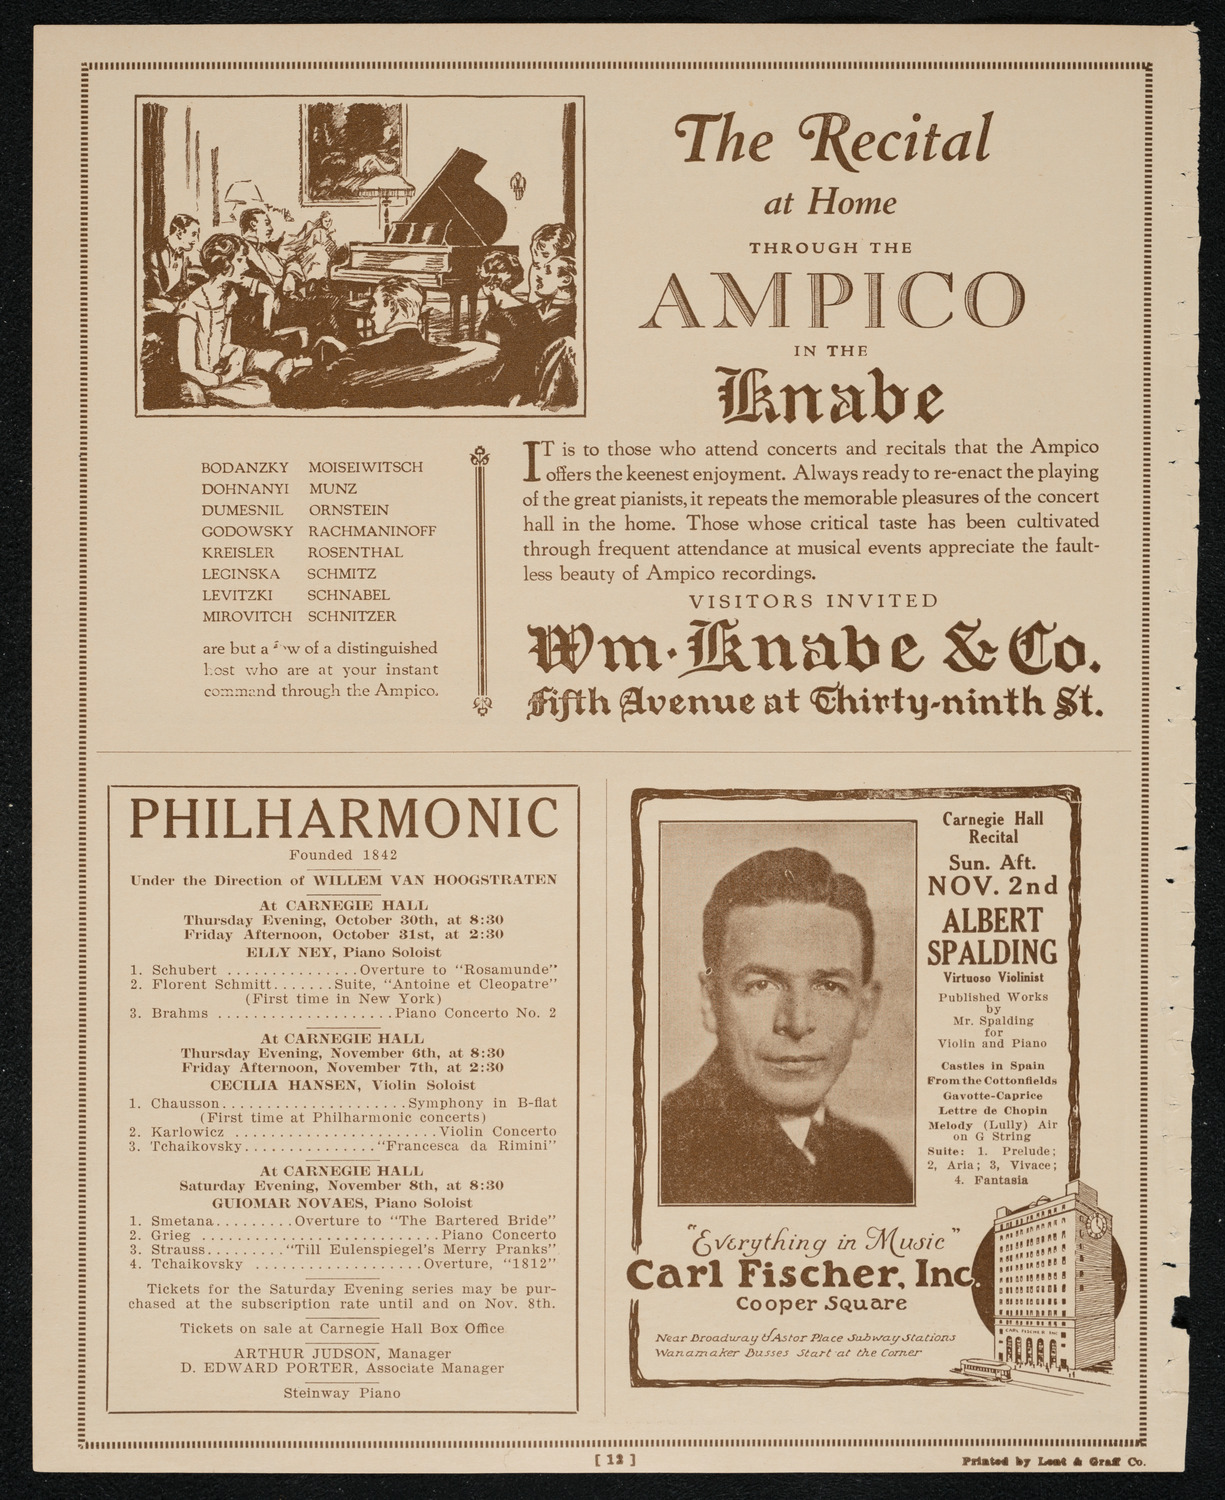 The Recital
at Home
THROUGH THE
AMPICO
IN THE
Knabe
BODANZKY MOISEIWITSCH
DOHNANYI MUNZ
DUMESNIL ORNSTEIN
GODOWSKY RACHMANINOFF
KREISLER ROSENTHAL
LEGINSKA SCHMITZ
LEVITZKI SCHNABEL
MIROVITCH SCHNITZER
are but a few of a distinguished
host who are at your instant
command through the Ampico.
IT is to those who attend concerts and recitals that the Ampico
offers the keenest enjoyment. Always ready to re-enact the playing
of the great pianists, it repeats the memorable pleasures of the concert
hall in the home. Those whose critical taste has been cultivated
through frequent attendance at musical events appreciate the fault-
less beauty of Ampico recordings.
VISITORS INVITED
Wm. Knabe & Co.
Fifth Avenue at Thirty-ninth St.
PHILHARMONIC
Founded 1842
Under the Direction of WILLEM VAN HOOGSTRATEN
At CARNEGIE HALL
Thursday Evening, October 30th, at 8:30
Friday Afternoon, October 31st, at 2:30
ELLY NEY, Piano Soloist
1. Schubert ...............Overture to "Rosamunde"
2. Florent Schmitt.......Suite, "Antoine et Cleopatre"
(First time in New York)
3. Brahms ....................Piano Concerto No. 2
At CARNEGIE HALL
Thursday Evening, November 6th, at 8:30
Friday Afternoon, November 7th, at 2:30
CECILIA HANSEN, Violin Soloist
1. Chausson.....................Symphony in B-flat
(First time at Philharmonic concerts)
2. Karlowicz .......................Violin Concerto
3. Tchaikovsky..............."Francesca da Rimini"
At CARNEGIE HALL
Saturday Evening, November 8th, at 8:30
GUIOMAR NOVAES, Piano Soloist
1. Smetana.........Overture to "The Bartered Bride"
2. Grieg ...........................Piano Concerto
3. Strauss........."Till Eulenspiegel's Merry Pranks"
4. Tchaikovsky ...................Overture, "1812"
Tickets for the Saturday Evening series may be pur-
chased at the subscription rate until and on Nov. 8th.
Tickets on sale at Carnegie Hall Box Office
ARTHUR JUDSON, Manager
D. EDWARD PORTER, Associate Manager
Steinway Piano
Carnegie Hall
Recital
Sun. Aft.
NOV. 2nd
ALBERT
SPALDING
Virtuoso Violinist
Published Works
by
Mr. Spalding
for
Violin and Piano
Castles in Spain
From the Cottonfields
Gavotte-Caprice
Lettre de Chopin
Melody (Lully) Air
on G String
Suite: 1. Prelude;
2, Aria; 3, Vivace;
4. Fantasia
"Everything in Music"
Carl Fischer, Inc.
Cooper Square
Near Broadway & Astor Place Subway Stations
Wanamaker Busses Start at the Corner
CARL FISCHER INC
[ 12 ]
Printed by Lent & Graff Co.